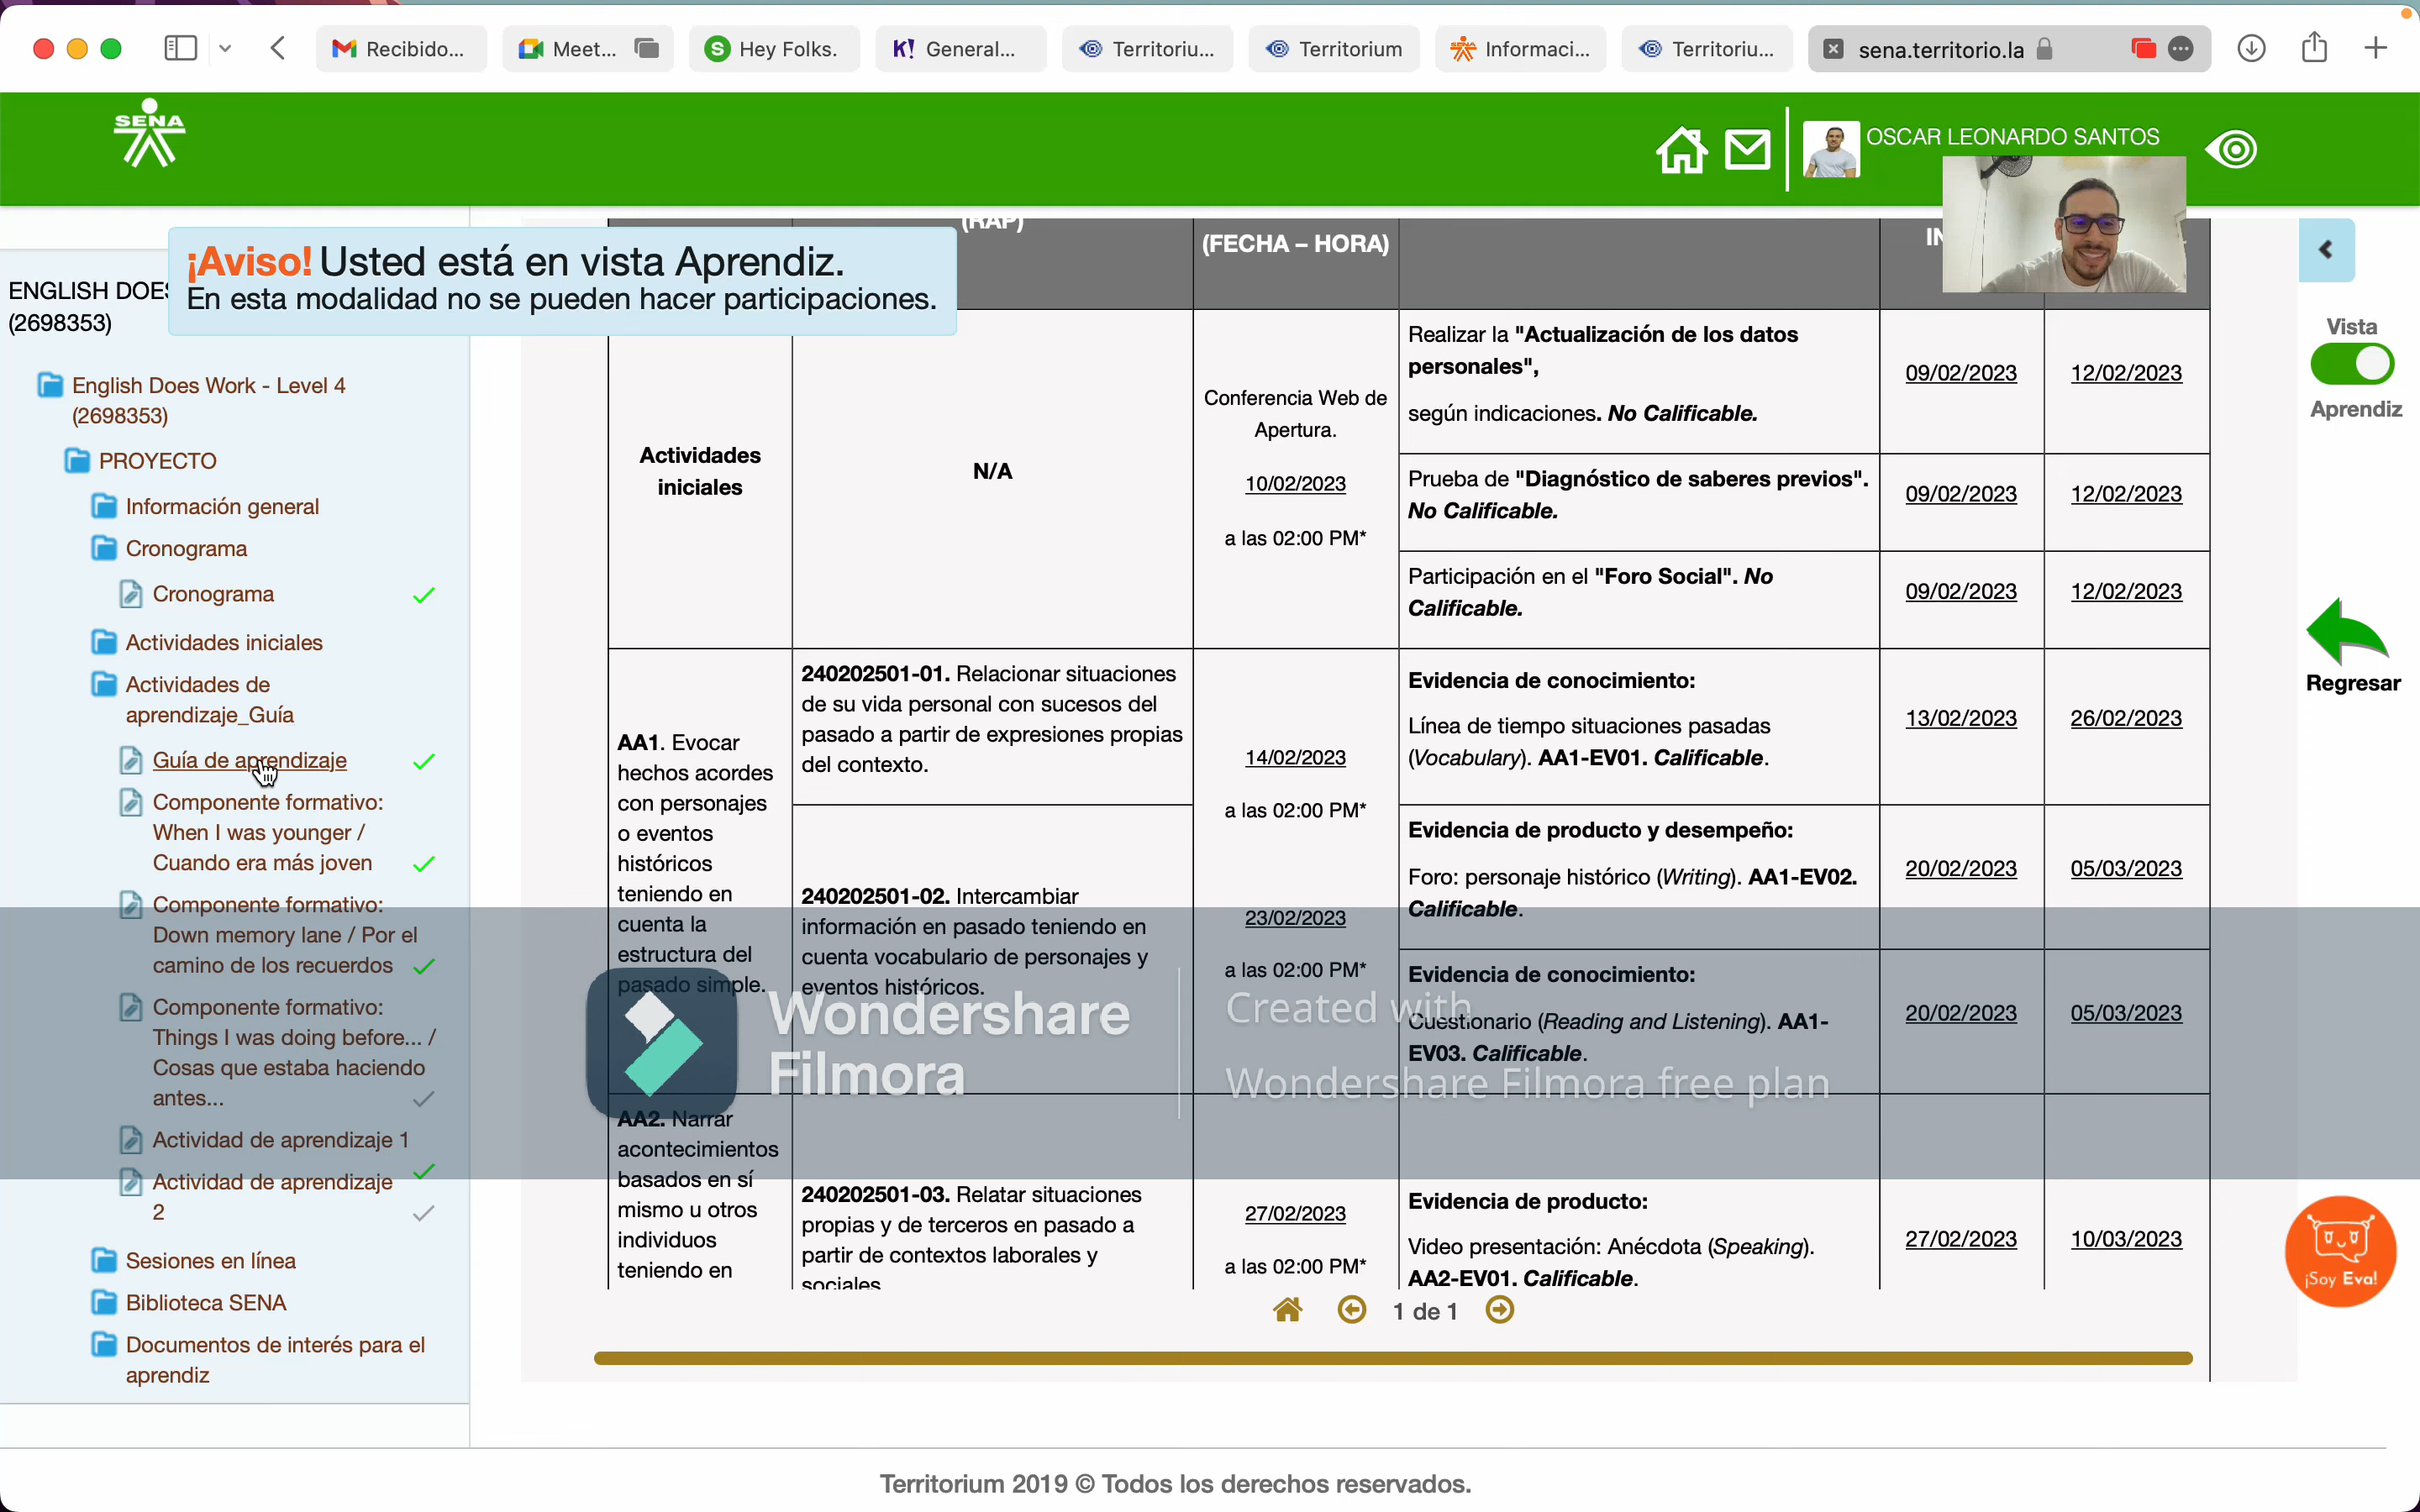 Recibido...
Meet...
Hey Folks.
K! General...
Territoriu...
Territorium
Informaci...
Territoriu...
sena.territorio.la
SENA
OSCAR LEONARDO SANTOS
¡Aviso! Usted está en vista Aprendiz.
En esta modalidad no se pueden hacer participaciones.
ENGLISH DOES
(2698353)
English Does Work - Level 4
(2698353)
PROYECTO
Información general
Cronograma
Cronograma
Actividades iniciales
Actividades de
aprendizaje_Guía
Guía de aprendizaje
Componente formativo:
When I was younger /
Cuando era más joven
Componente formativo:
Down memory lane / Por el
camino de los recuerdos
Componente formativo:
Things I was doing before... /
Cosas que estaba haciendo
antes...
Actividad de aprendizaje 1
Actividad de aprendizaje
2
Sesiones en línea
Biblioteca SENA
Documentos de interés para el
aprendiz
(RAP)
(FECHA – HORA)
Actividades
iniciales
N/A
Conferencia Web de
Apertura.
10/02/2023
a las 02:00 PM*
Realizar la "Actualización de los datos
personales",
según indicaciones. No Calificable.
09/02/2023
12/02/2023
Prueba de "Diagnóstico de saberes previos".
No Calificable.
09/02/2023
12/02/2023
Participación en el "Foro Social". No
Calificable.
09/02/2023
12/02/2023
AA1. Evocar
hechos acordes
con personajes
o eventos
históricos
teniendo en
cuenta la
estructura del
pasado simple.
240202501-01. Relacionar situaciones
de su vida personal con sucesos del
pasado a partir de expresiones propias
del contexto.
240202501-02. Intercambiar
información en pasado teniendo en
cuenta vocabulario de personajes y
eventos históricos.
14/02/2023
a las 02:00 PM*
23/02/2023
a las 02:00 PM*
Evidencia de conocimiento:
Línea de tiempo situaciones pasadas
(Vocabulary). AA1-EV01. Calificable.
13/02/2023
26/02/2023
Evidencia de producto y desempeño:
Foro: personaje histórico (Writing). AA1-EV02.
Calificable.
20/02/2023
05/03/2023
Evidencia de conocimiento:
Cuestionario (Reading and Listening). AA1-
EV03. Calificable.
20/02/2023
05/03/2023
AA2. Narrar
acontecimientos
basados en sí
mismo u otros
individuos
teniendo en
240202501-03. Relatar situaciones
propias y de terceros en pasado a
partir de contextos laborales y
sociales
27/02/2023
a las 02:00 PM*
Evidencia de producto:
Video presentación: Anécdota (Speaking).
AA2-EV01. Calificable.
27/02/2023
10/03/2023
Wondershare
Filmora
Created with
Wondershare Filmora free plan
1 de 1
Vista
Aprendiz
Regresar
¡Soy Eva!
Territorium 2019 © Todos los derechos reservados.